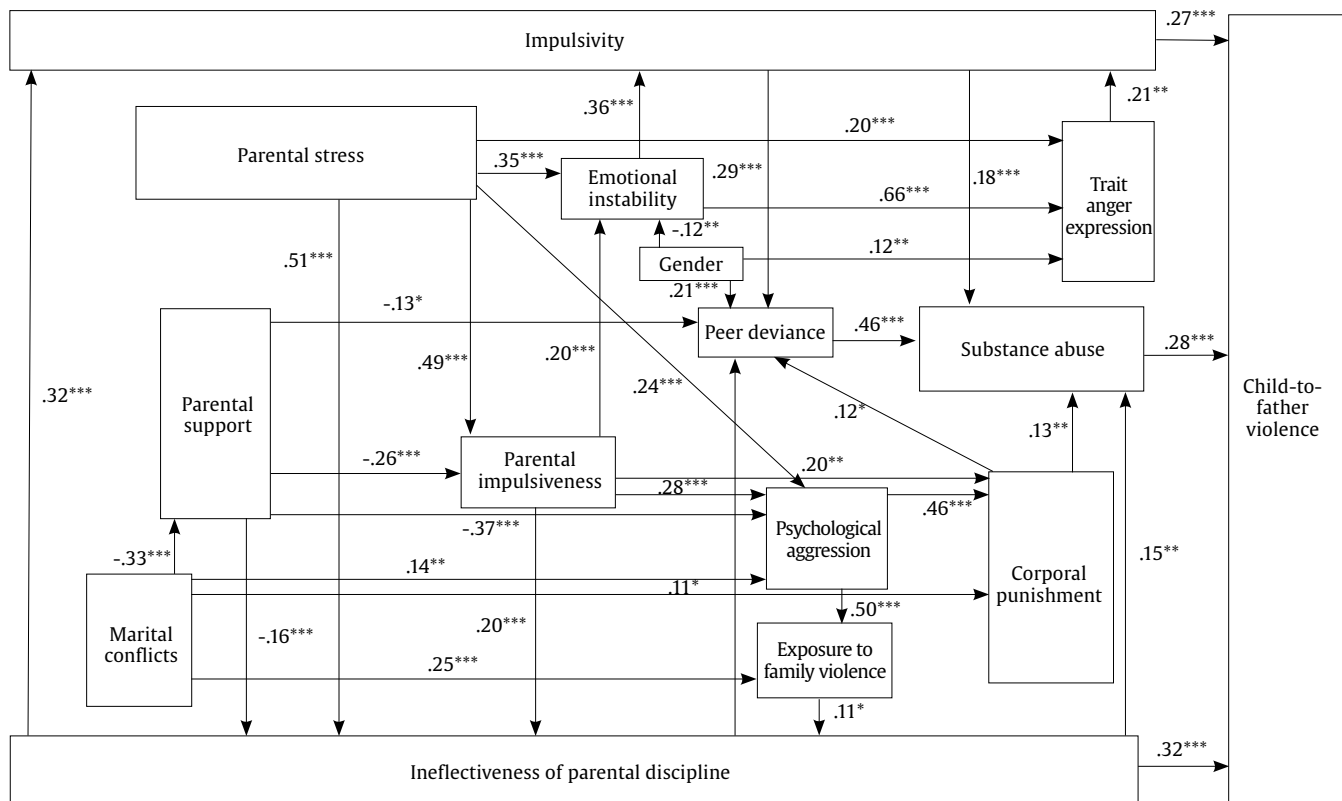 .27***
Impulsivity
.36***
.21**
.20***
Parental stress
.35***
Emotional
instability
.29***
.18***
Trait
anger
expression
.66***
-.12**
.51***
Gender
.12**
.21***
-.13*
Peer deviance
.46***
Substance abuse
.28***
.49***
.20***
.24***
.32***
Parental
support
.12*
.13**
Child-to-
father
violence
-.26***
Parental
impulsiveness
.20**
.28***
.46***
-.37***
Psychological
aggression
-.33***
.14**
.11*
Corporal
punishment
.15**
.50***
Marital
conflicts
-.16***
.20***
.25***
Exposure to
family violence
.11*
.32***
Ineflectiveness of parental discipline